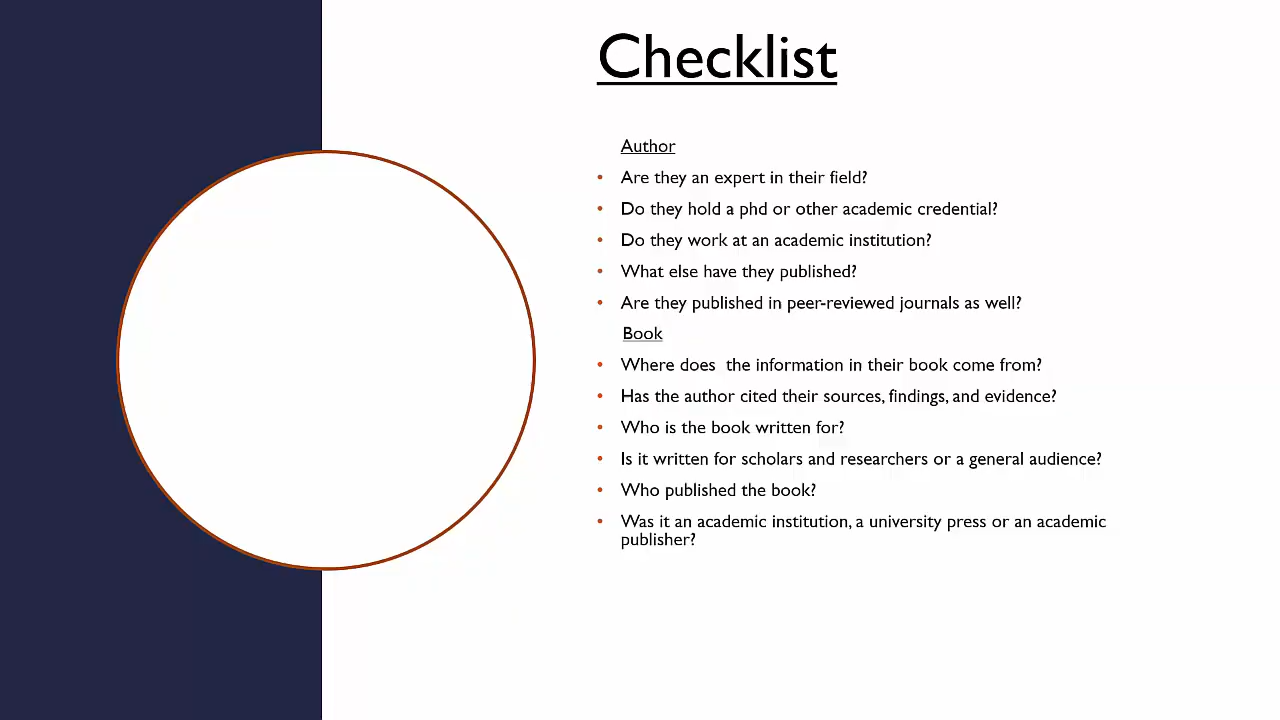 Checklist
Author
• Are they an expert in their field?
• Do they hold a phd or other academic credential?
• Do they work at an academic institution?
• What else have they published?
• Are they published in peer-reviewed journals as well?
Book
• Where does  the information in their book come from?
• Has the author cited their sources, findings, and evidence?
• Who is the book written for?
• Is it written for scholars and researchers or a general audience?
• Who published the book?
• Was it an academic institution, a university press or an academic
publisher?